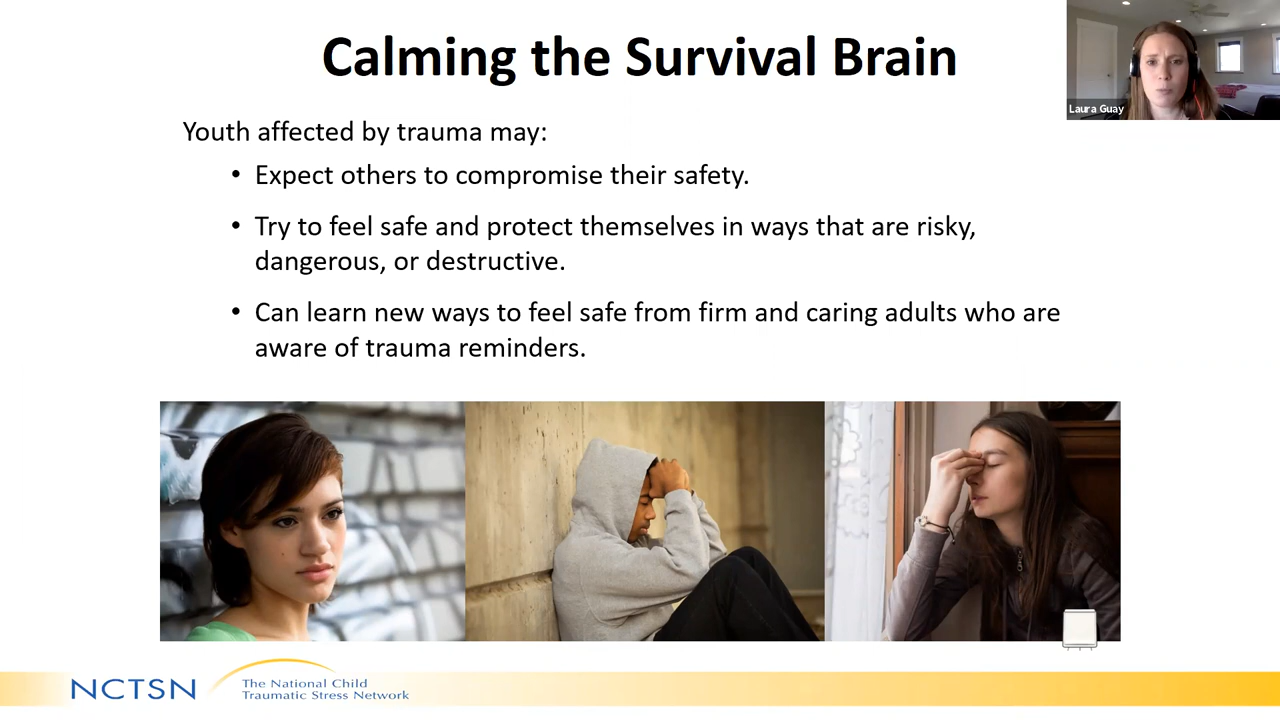 Calming the Survival Brain
Laura Guay
Youth affected by trauma may:
• Expect others to compromise their safety.
• Try to feel safe and protect themselves in ways that are risky,
dangerous, or destructive.
• Can learn new ways to feel safe from firm and caring adults who are
aware of trauma reminders.
NCTSN
The National Child
Traumatic Stress Network